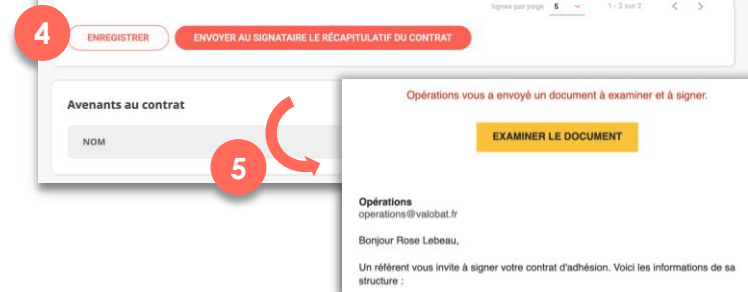 lignes par page 5 1 - 2 sur 2
4
ENREGISTRER
ENVOYER AU SIGNATAIRE LE RÉCAPITULATIF DU CONTRAT
Avenants au contrat
NOM
5
Opérations vous a envoyé un document à examiner et à signer.
EXAMINER LE DOCUMENT
Opérations
operations@valobat.fr
Bonjour Rose Lebeau,
Un référent vous invite à signer votre contrat d'adhésion. Voici les informations de sa
structure :